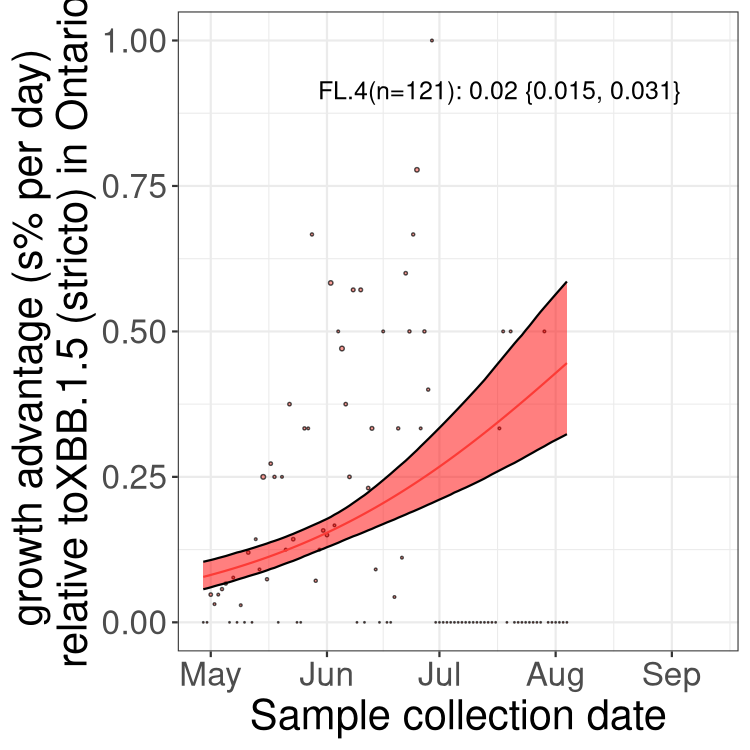 growth advantage (s% per day)
relative toXBB.1.5 (stricto) in Ontario
1.00
0.75
0.50
0.25
0.00
FL.4(n=121): 0.02 {0.015, 0.031}
May Jun Jul Aug Sep
Sample collection date